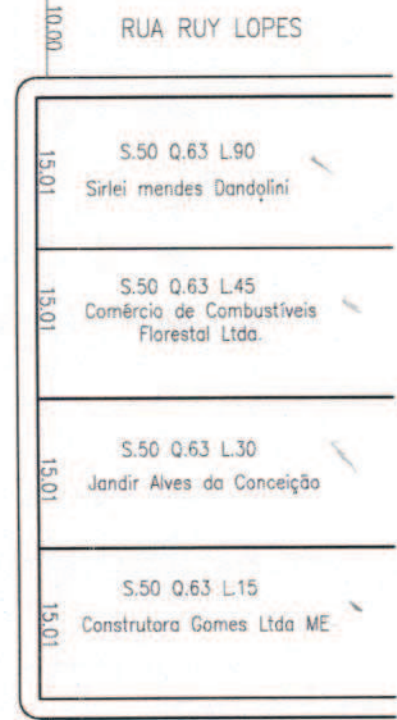 10.00
RUA RUY LOPES
15.01
S.50 Q.63 L.90
Sirlei mendes Dandolini
15.01
S.50 Q.63 L.45
Comércio de Combustíveis
Florestal Ltda.
15.01
S.50 Q.63 L.30
Jandir Alves da Conceição
15.01
S.50 Q.63 L.15
Construtora Gomes Ltda ME